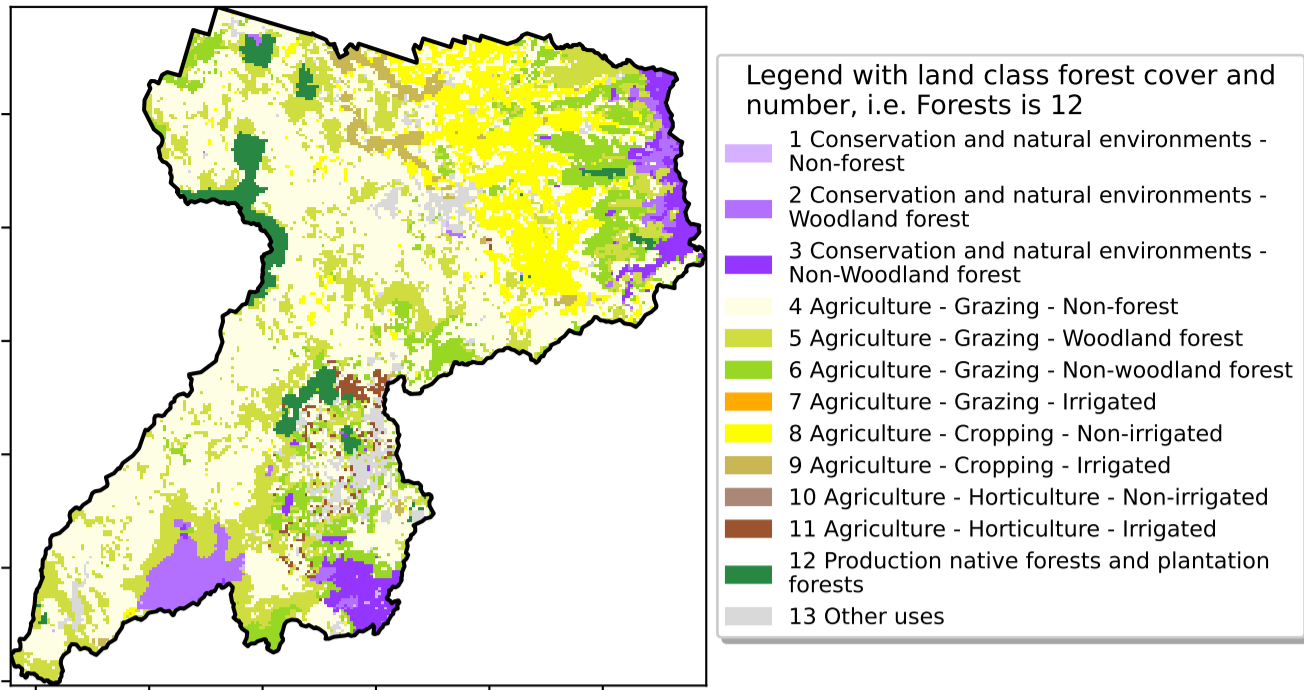 Legend with land class forest cover and
number, i.e. Forests is 12
1 Conservation and natural environments -
Non-forest
2 Conservation and natural environments -
Woodland forest
3 Conservation and natural environments -
Non-Woodland forest
4 Agriculture - Grazing - Non-forest
5 Agriculture - Grazing - Woodland forest
6 Agriculture - Grazing - Non-woodland forest
7 Agriculture - Grazing - Irrigated
8 Agriculture - Cropping - Non-irrigated
9 Agriculture - Cropping - Irrigated
10 Agriculture - Horticulture - Non-irrigated
11 Agriculture - Horticulture - Irrigated
12 Production native forests and plantation
forests
13 Other uses